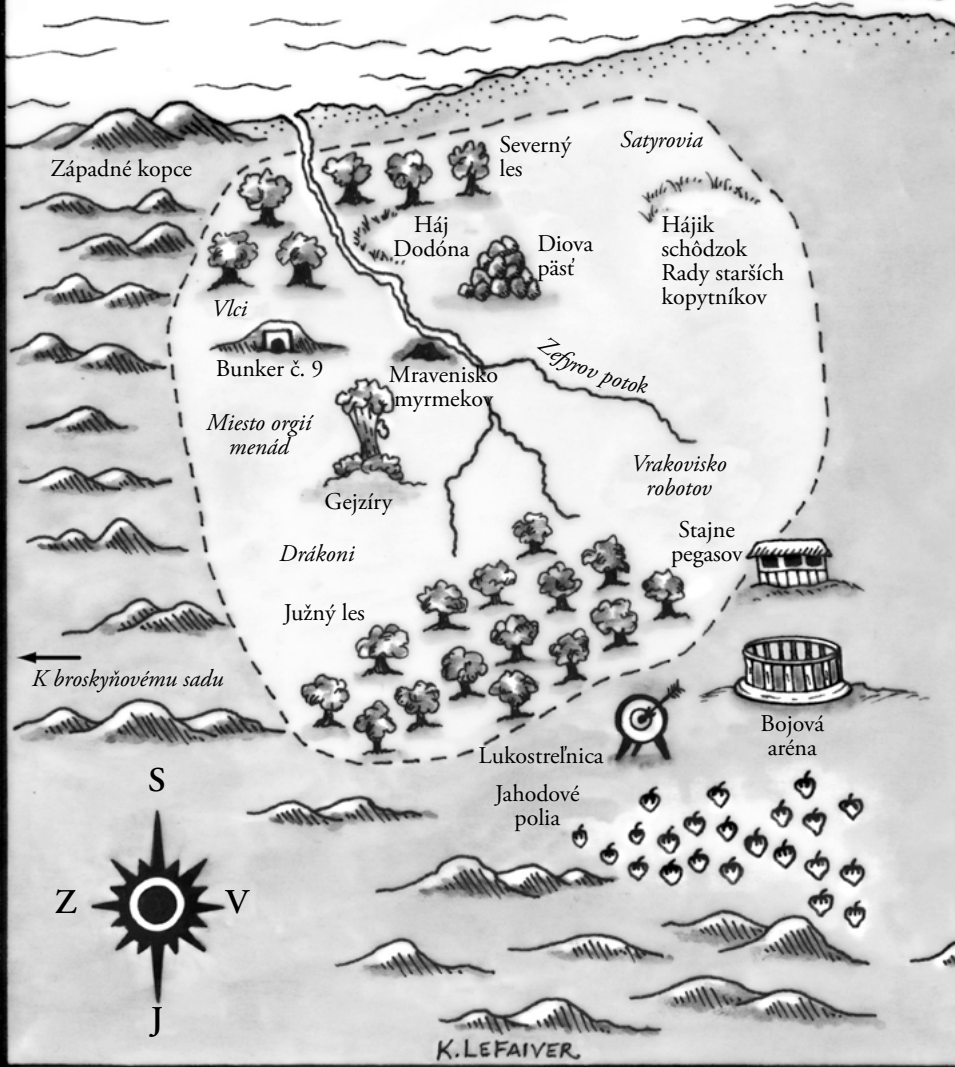 Satyrovia
Severný
les
Západné kopce
Háj
Dodóna
Diova
päsť
Hájik
schôdzok
Rady starších
kopytníkov
Vlci
Bunker č. 9
Mravenisko
myrmekov
Zefyrov potok
Miesto orgií
menád
Gejzíry
Vrakovisko
robotov
Stajne
pegasov
Drákoni
Južný les
K broskyňovému sadu
Bojová
aréna
Lukostreľnica
Jahodové
polia
S
Z
V
J
K. LEFAIVER